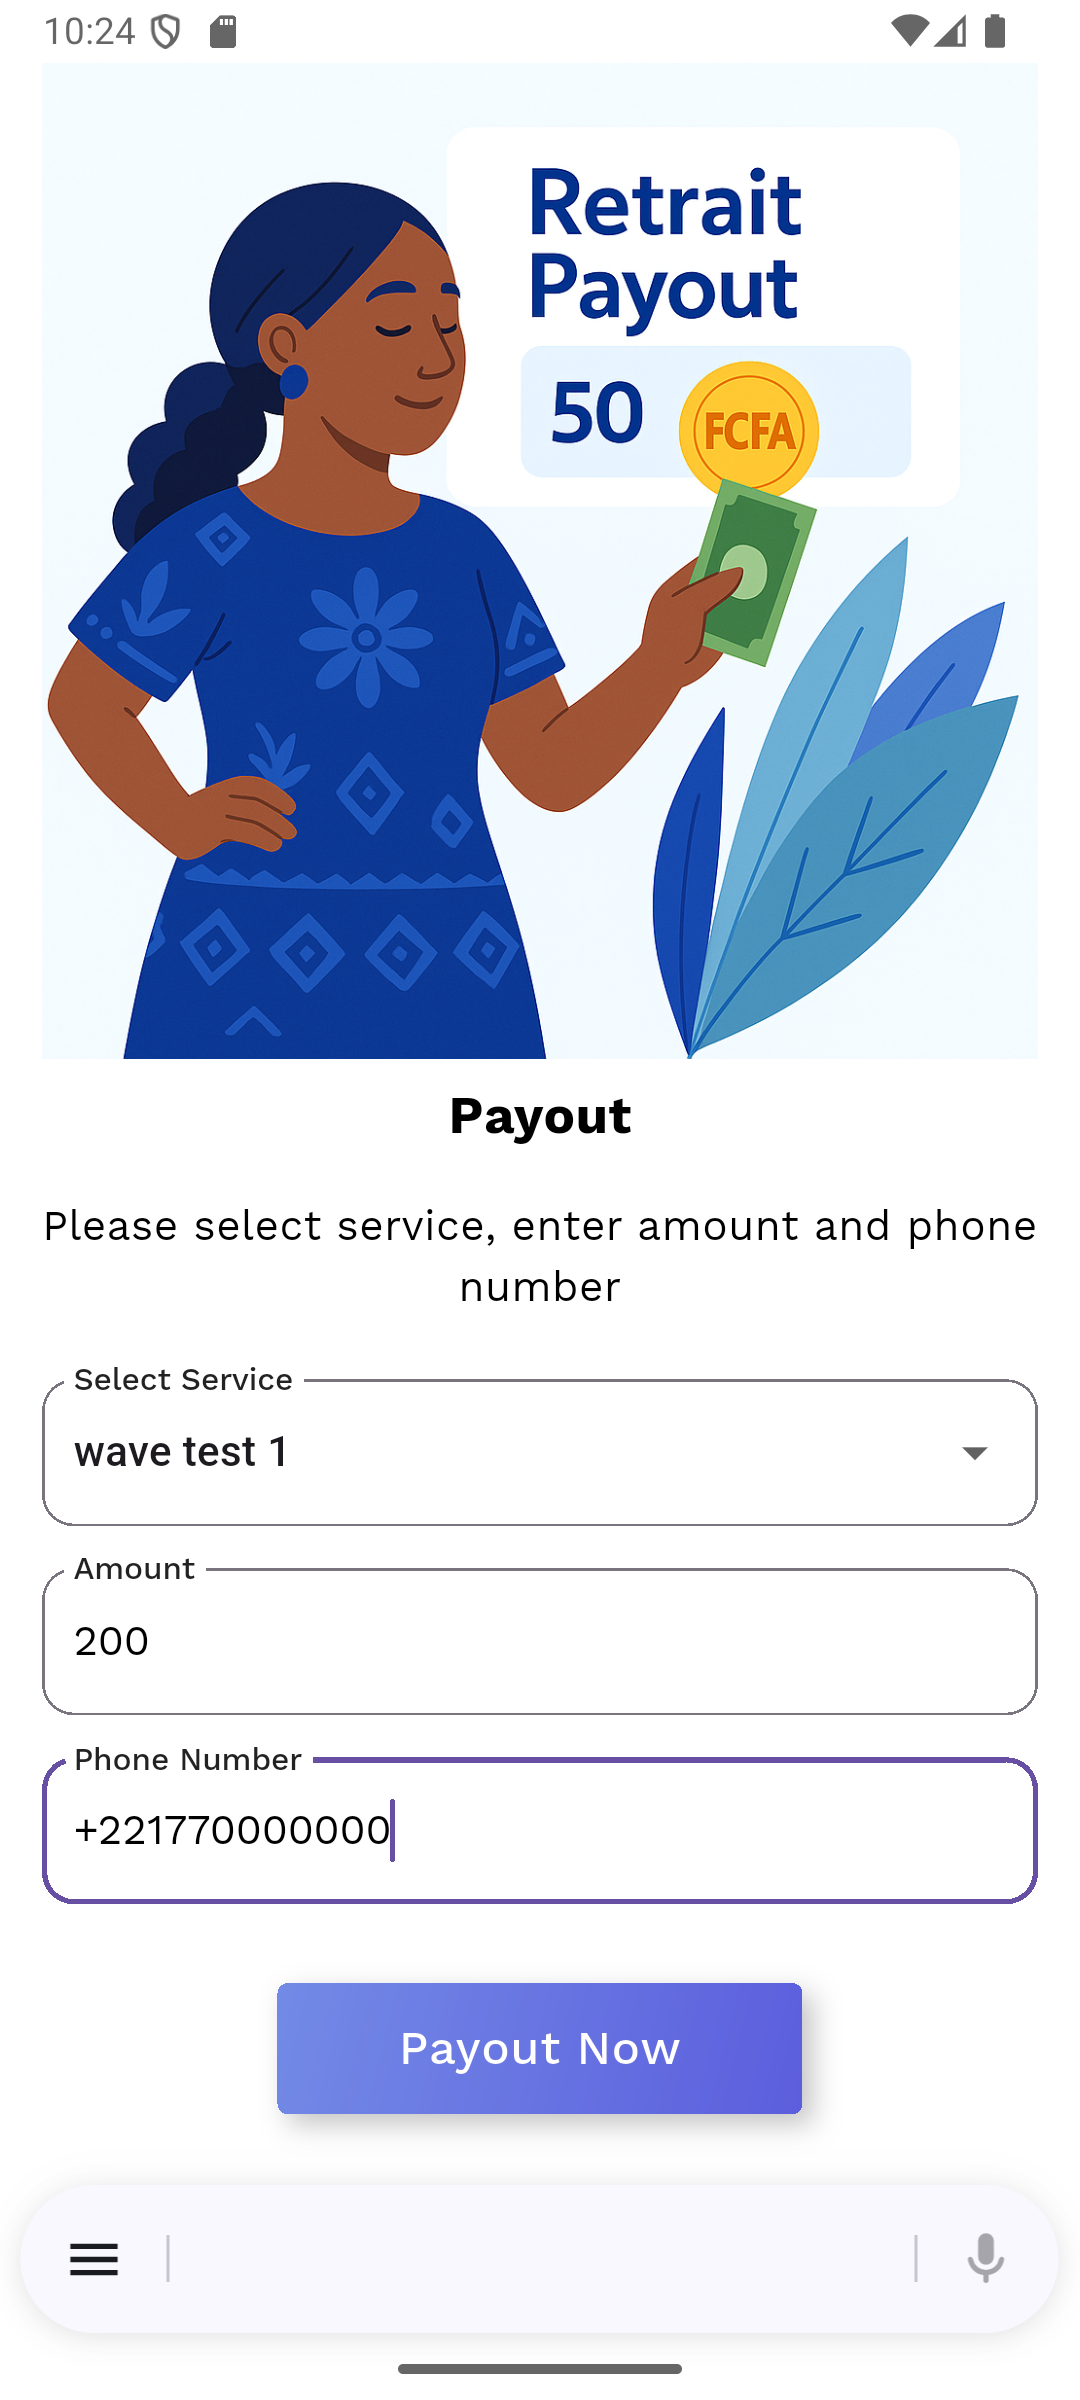 10:24
Retrait
Payout
50
FCFA
Payout
Please select service, enter amount and phone
number
Select Service
wave test 1
Amount
200
Phone Number
+221770000000
Payout Now